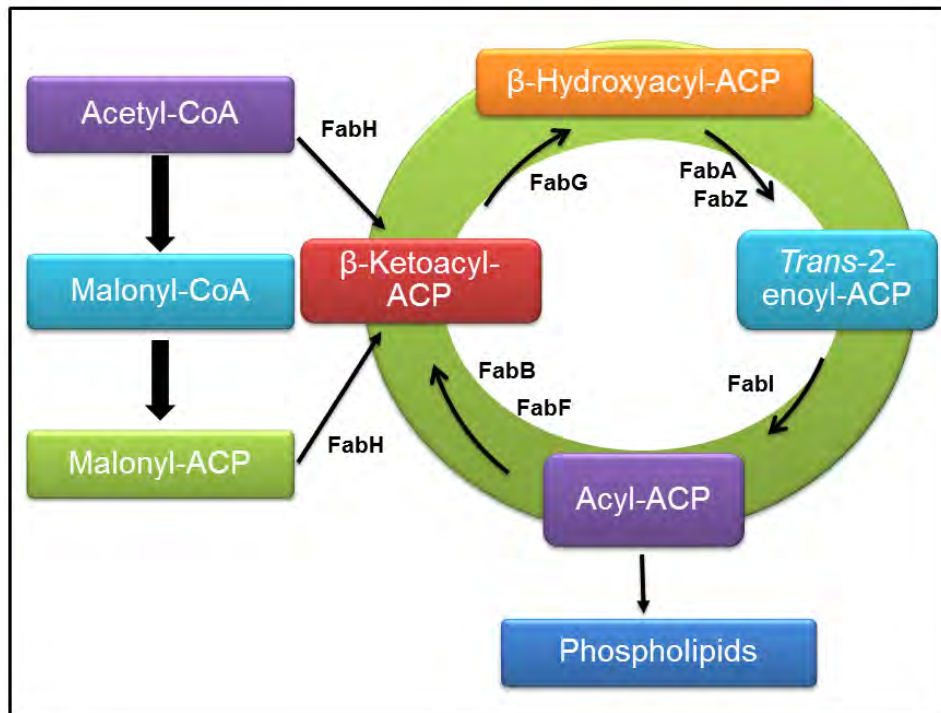 Acetyl-CoA
FabH
β-Hydroxyacyl-ACP
FabG
FabA
FabZ
Malonyl-CoA
β-Ketoacyl-
ACP
Trans-2-
enoyl-ACP
FabB
FabF
FabI
Malonyl-ACP
FabH
Acyl-ACP
Phospholipids